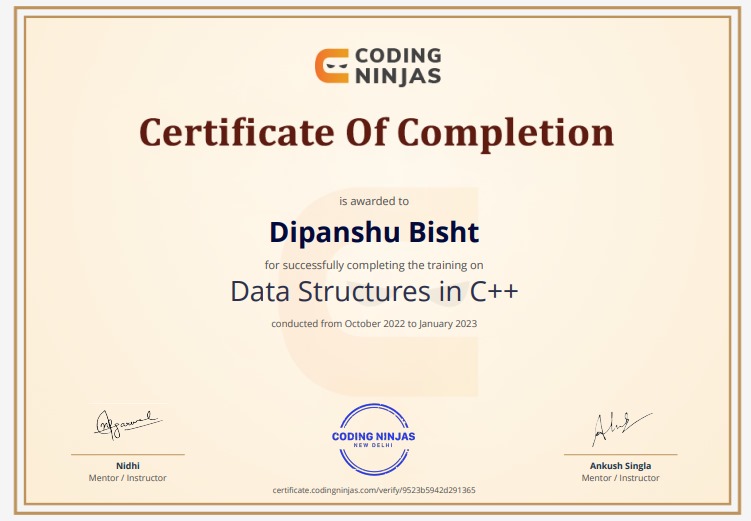 CODING
NINJAS
Certificate Of Completion
is awarded to
Dipanshu Bisht
for successfully completing the training on
Data Structures in C++
conducted from October 2022 to January 2023
Agarwal
CODING NINJAS
NEW DELHI
Nidhi
Mentor / Instructor
Ankush Singla
Mentor / Instructor
certificate.codingninjas.com/verify/9523b5942d291365